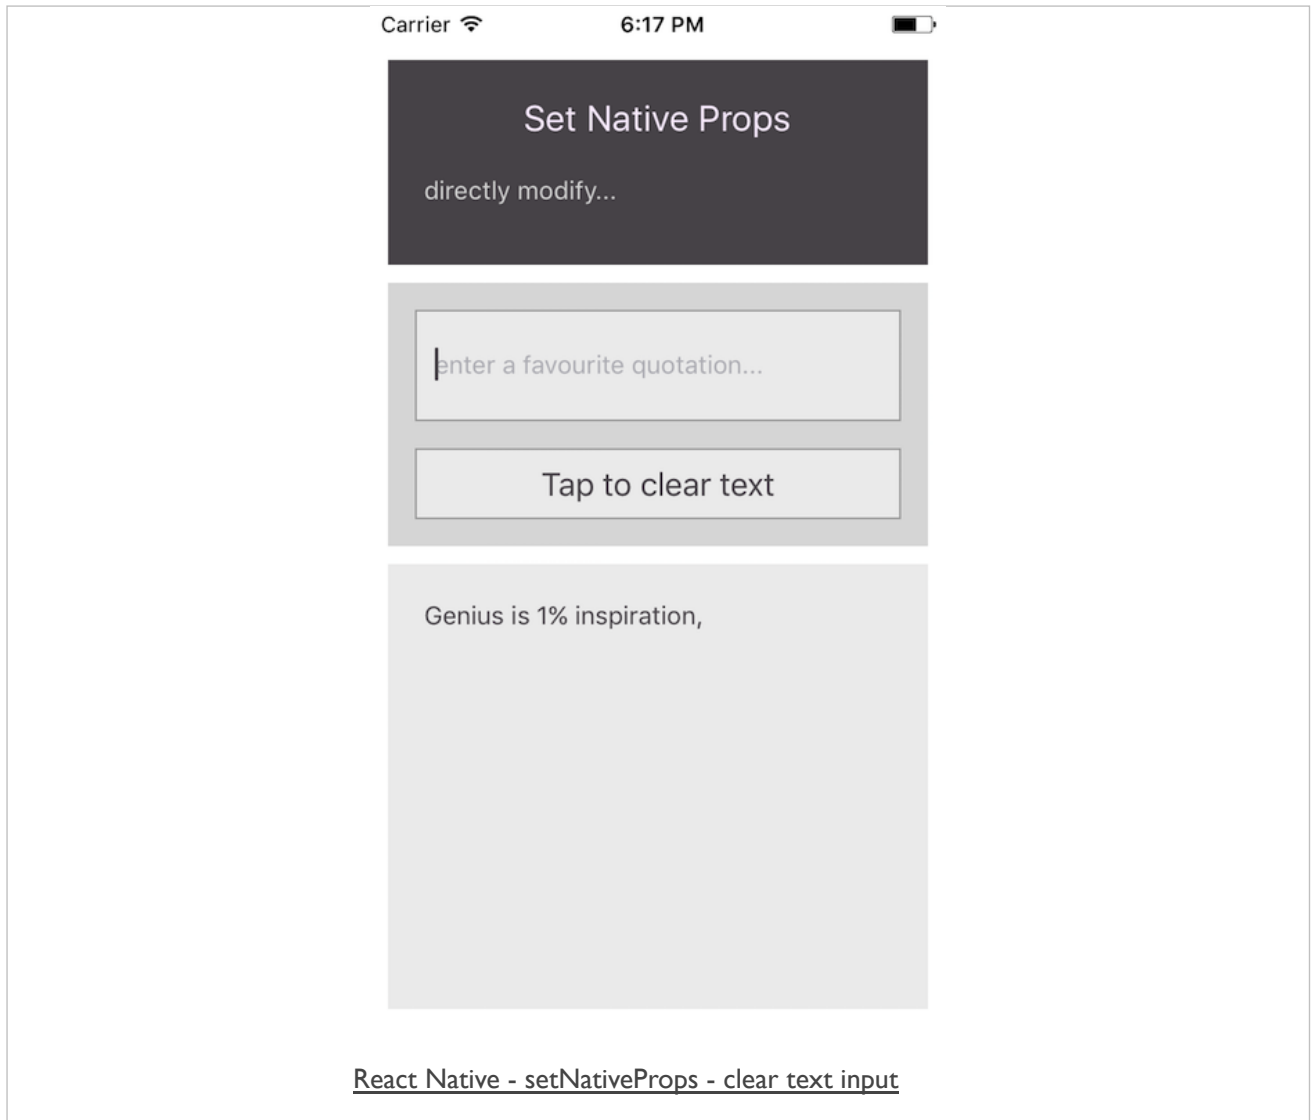 Carrier 6:17 PM
Set Native Props
directly modify...
enter a favourite quotation...
Tap to clear text
Genius is 1% inspiration,
React Native - setNativeProps - clear text input